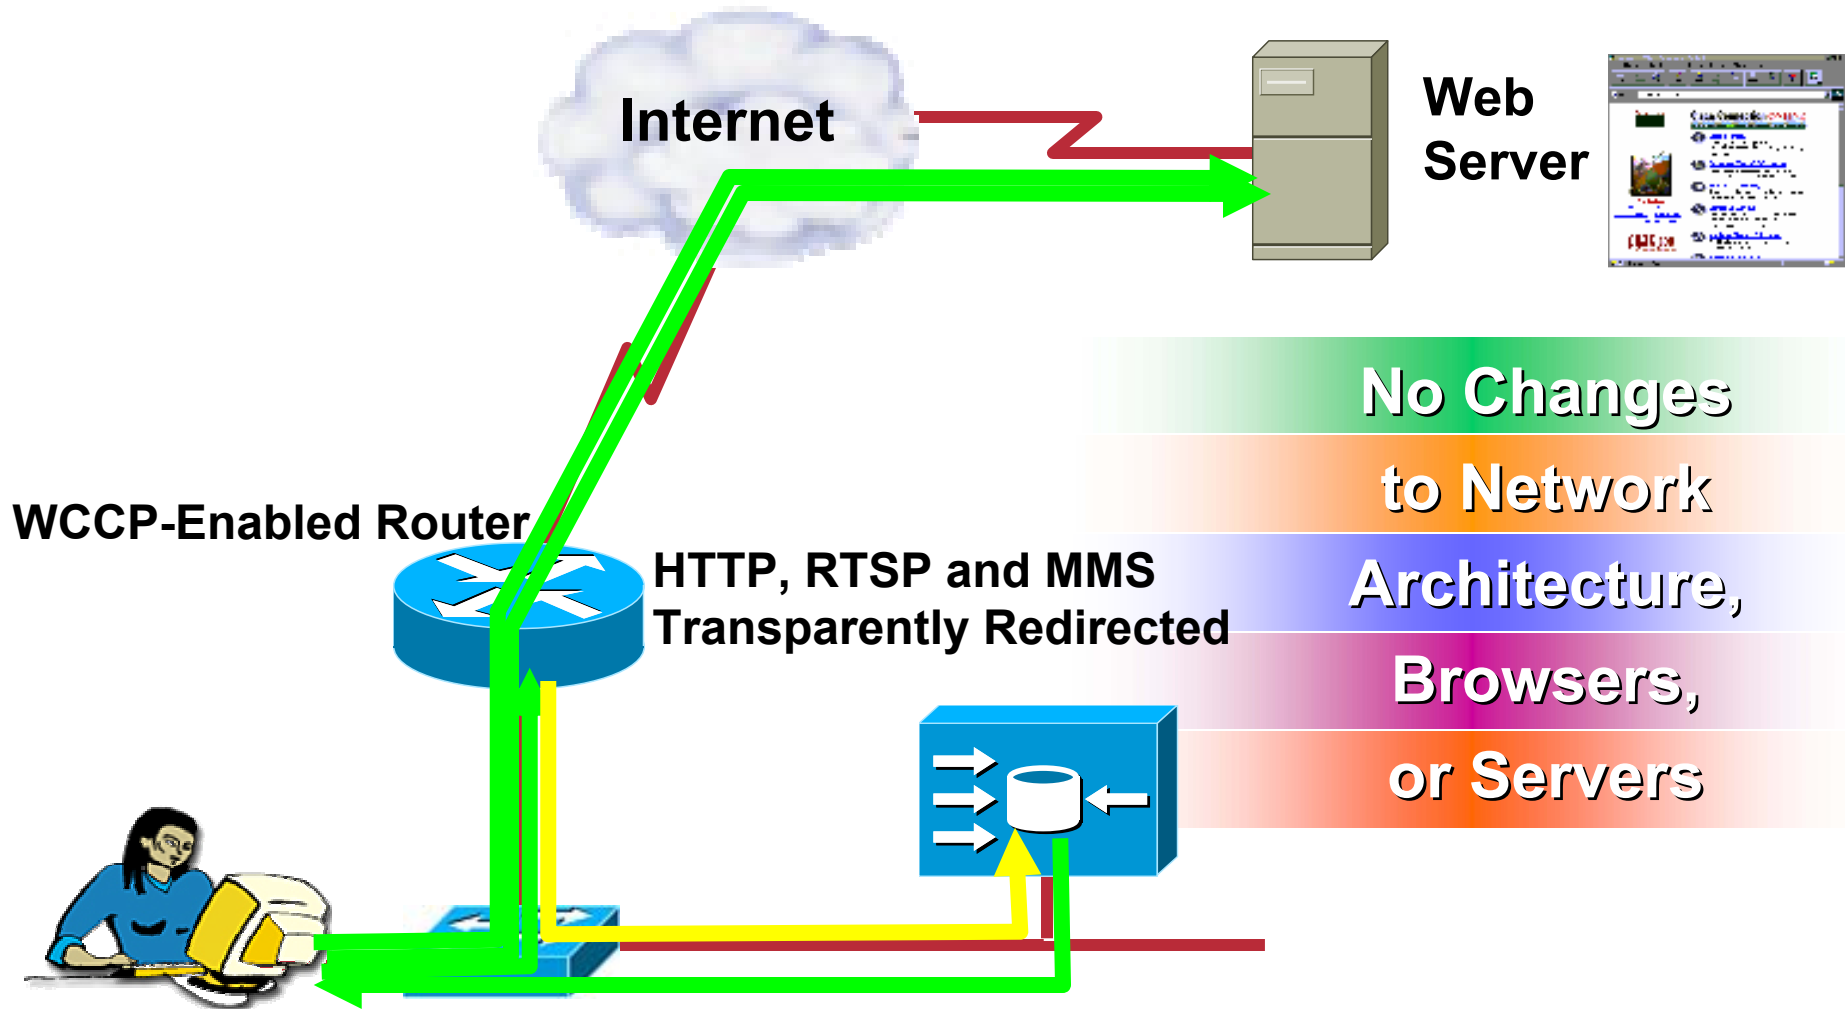 Internet
Web
Server
WCCP-Enabled Router
HTTP, RTSP and MMS
Transparently Redirected
No Changes
to Network
Architecture,
Browsers,
or Servers